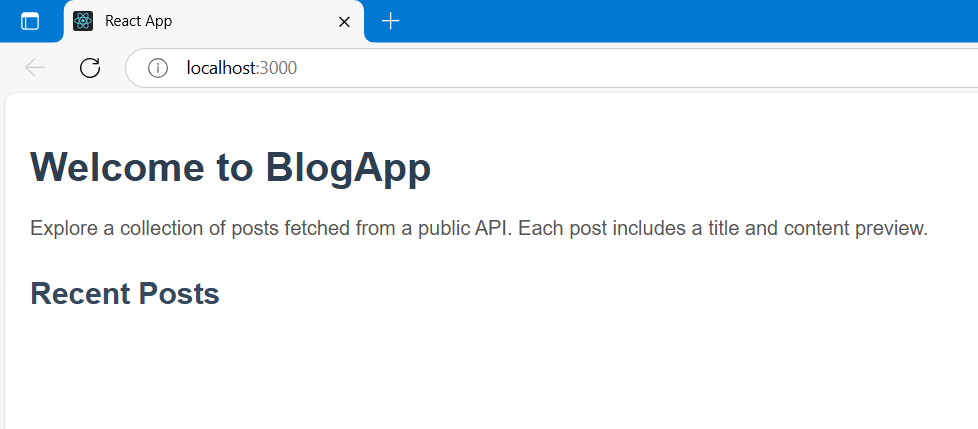 React App
localhost:3000
Welcome to BlogApp
Explore a collection of posts fetched from a public API. Each post includes a title and content preview.
Recent Posts